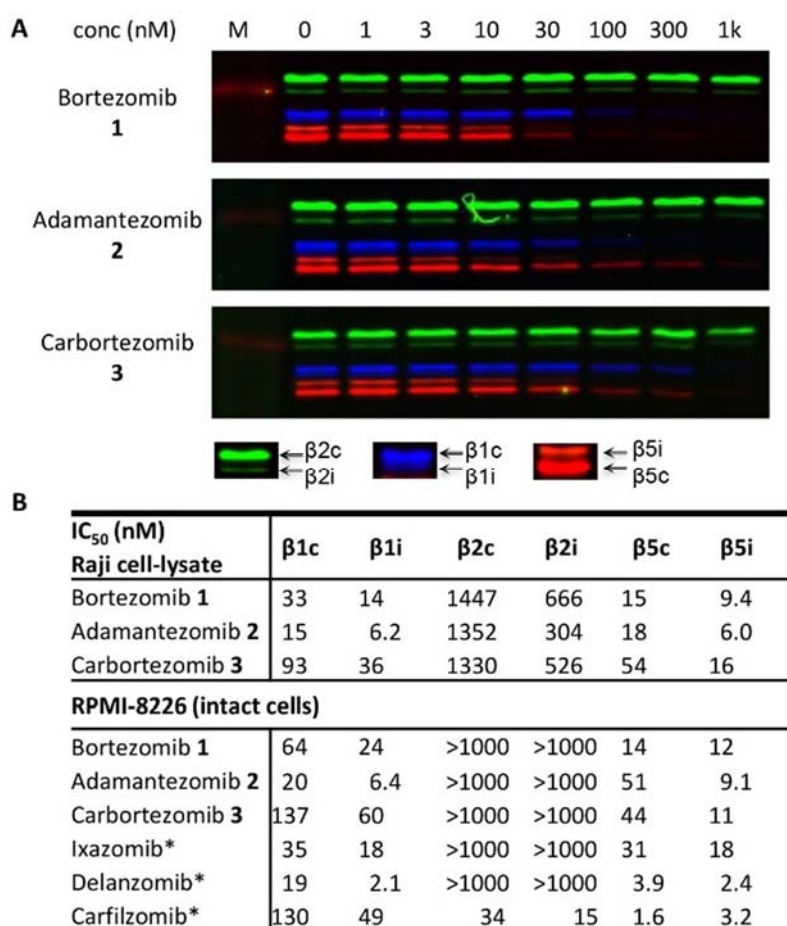 A conc (nM) M 0 1 3 10 30 100 300 1k
Bortezomib
1
Adamantezomib
2
Carbortezomib
3
β2c β1c β5i
β2i β1i β5c
B
IC50 (nM)
Raji cell-lysate β1c β1i β2c β2i β5c β5i
Bortezomib 1 33 14 1447 666 15 9.4
Adamantezomib 2 15 6.2 1352 304 18 6.0
Carbortezomib 3 93 36 1330 526 54 16
RPMI-8226 (intact cells)
Bortezomib 1 64 24 >1000 >1000 14 12
Adamantezomib 2 20 6.4 >1000 >1000 51 9.1
Carbortezomib 3 137 60 >1000 >1000 44 11
Ixazomib* 35 18 >1000 >1000 31 18
Delanzomib* 19 2.1 >1000 >1000 3.9 2.4
Carfilzomib* 130 49 34 15 1.6 3.2